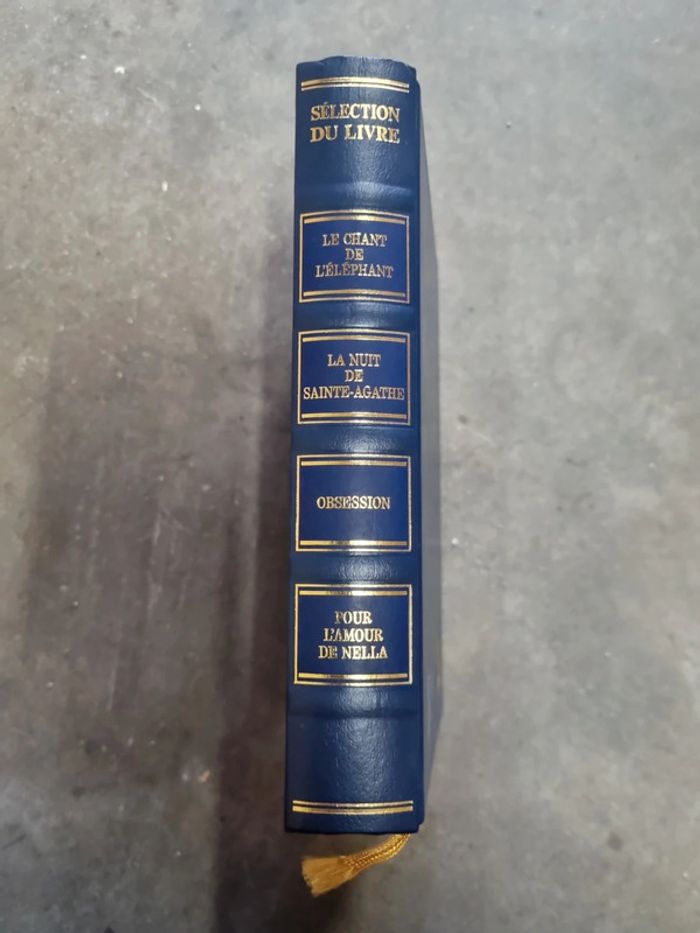 SÉLECTION
DU LIVRE
LE CHANT
DE
L'ÉLÉPHANT
LA NUIT
DE
SAINTE-AGATHE
OBSESSION
POUR
L'AMOUR
DE NELLA